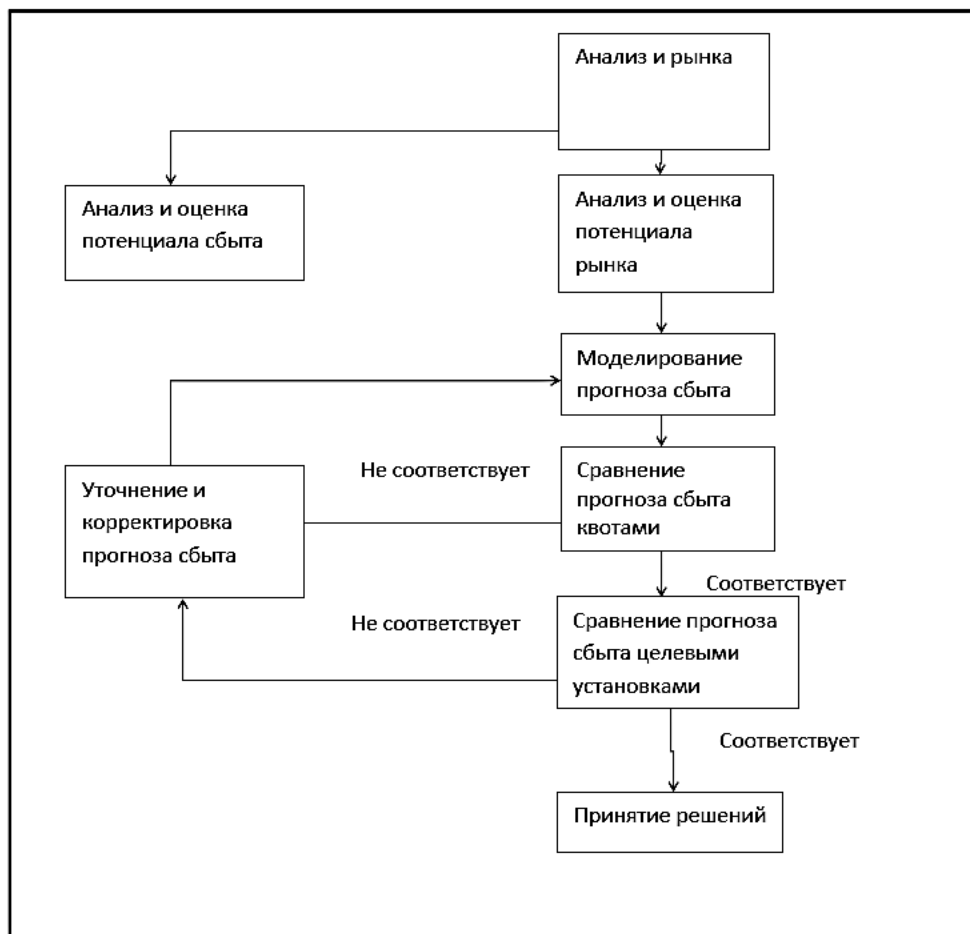 Анализ и рынка
Анализ и оценка
потенциала сбыта
Анализ и оценка
потенциала
рынка
Моделирование
прогноза сбыта
Не соответствует
Уточнение и
корректировка
прогноза сбыта
Сравнение
прогноза сбыта
квотами
Соответствует
Не соответствует
Сравнение прогноза
сбыта целевыми
установками
Соответствует
Принятие решений